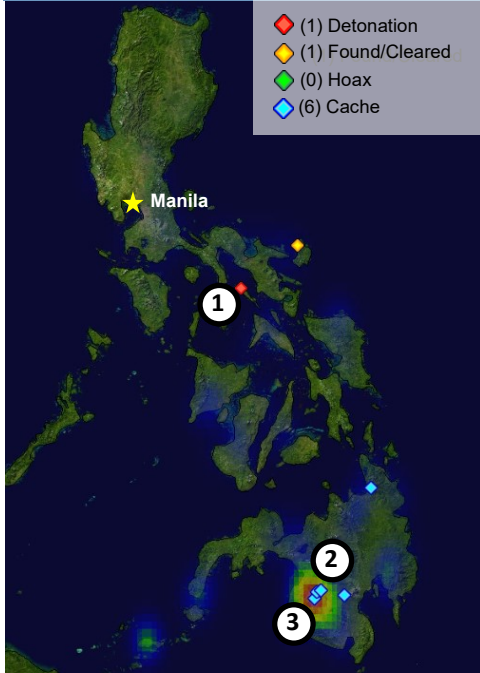 (1) Detonation
(1) Found/Cleared
(0) Hoax
(6) Cache
Manila
1
2
3